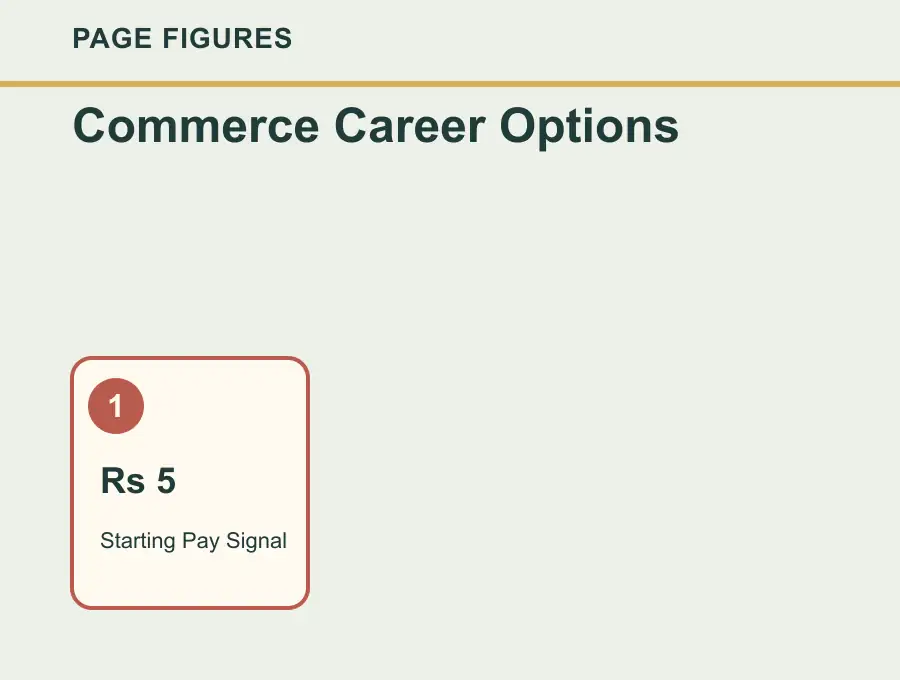 PAGE FIGURES
Commerce Career Options
1
Rs 5
Starting Pay Signal